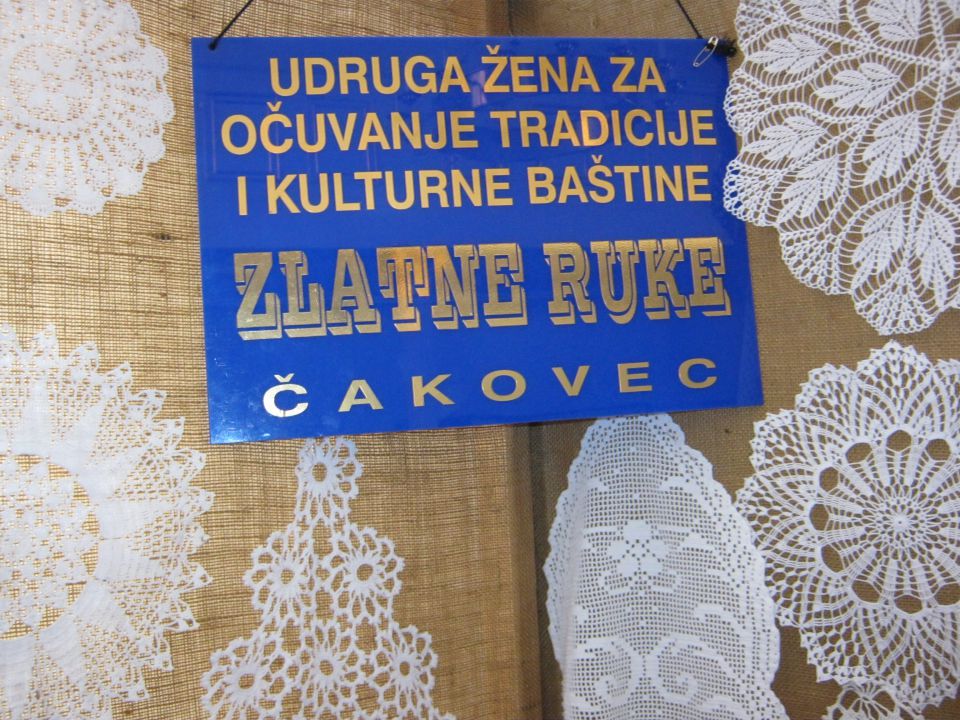 UDRUGA ŽENA ZA
OČUVANJE TRADICIJE
I KULTURNE BAŠTINE
ZLATNE RUKE
ČAKOVEC